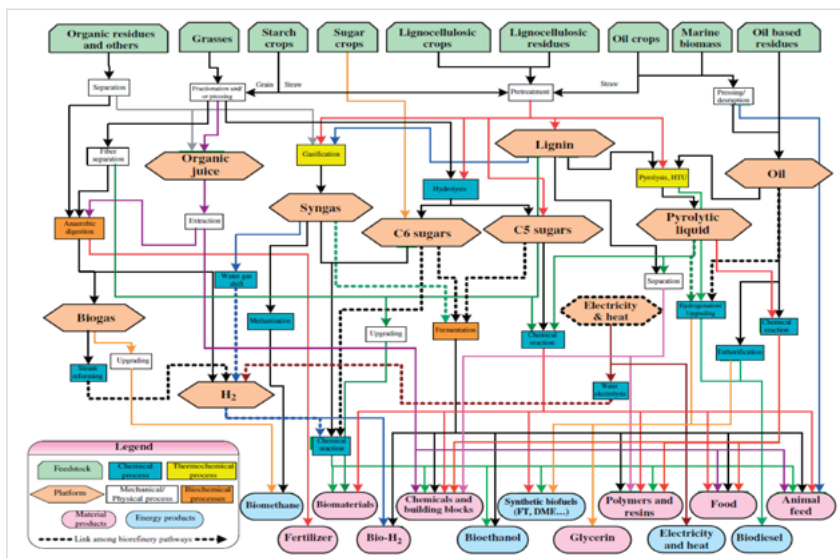 Organic residues
and others
Grasses
Starch
crops
Sugar
crops
Lignocellulosic
crops
Lignocellulosic
residues
Oil crops
Marine
biomass
Oil based
residues
Separation
Fractionation and/
or pressing
Grain
Straw
Pretreatment
Straw
Pressing/
desruption
Fiber
separation
Organic
juice
Gasification
Lignin
Pyrolysis, HTU
Oil
Hydrolysis
Syngas
C6 sugars
C5 sugars
Pyrolytic
liquid
Anaerobic
digestion
Extraction
Water gas
shift
Separation
Biogas
Methanation
Upgrading
Fermentation
Chemical
reaction
Electricity
& heat
Hydrogenation/
Upgrading
Chemical
reaction
Upgrading
Esterification
Steam
reforming
H2
Water
electrolysis
Chemical
reaction
Legend
Feedstock
Chemical
process
Thermochemical
process
Platform
Mechanical/
Physical process
Biochemical
processes
Material
products
Energy products
Link among biorefinery pathways
Biomethane
Biomaterials
Chemicals and
building blocks
Synthetic biofuels
(FT, DME....)
Polymers and
resins
Food
Animal
feed
Fertilizer
Bio-H2
Bioethanol
Glycerin
Electricity
and heat
Biodiesel